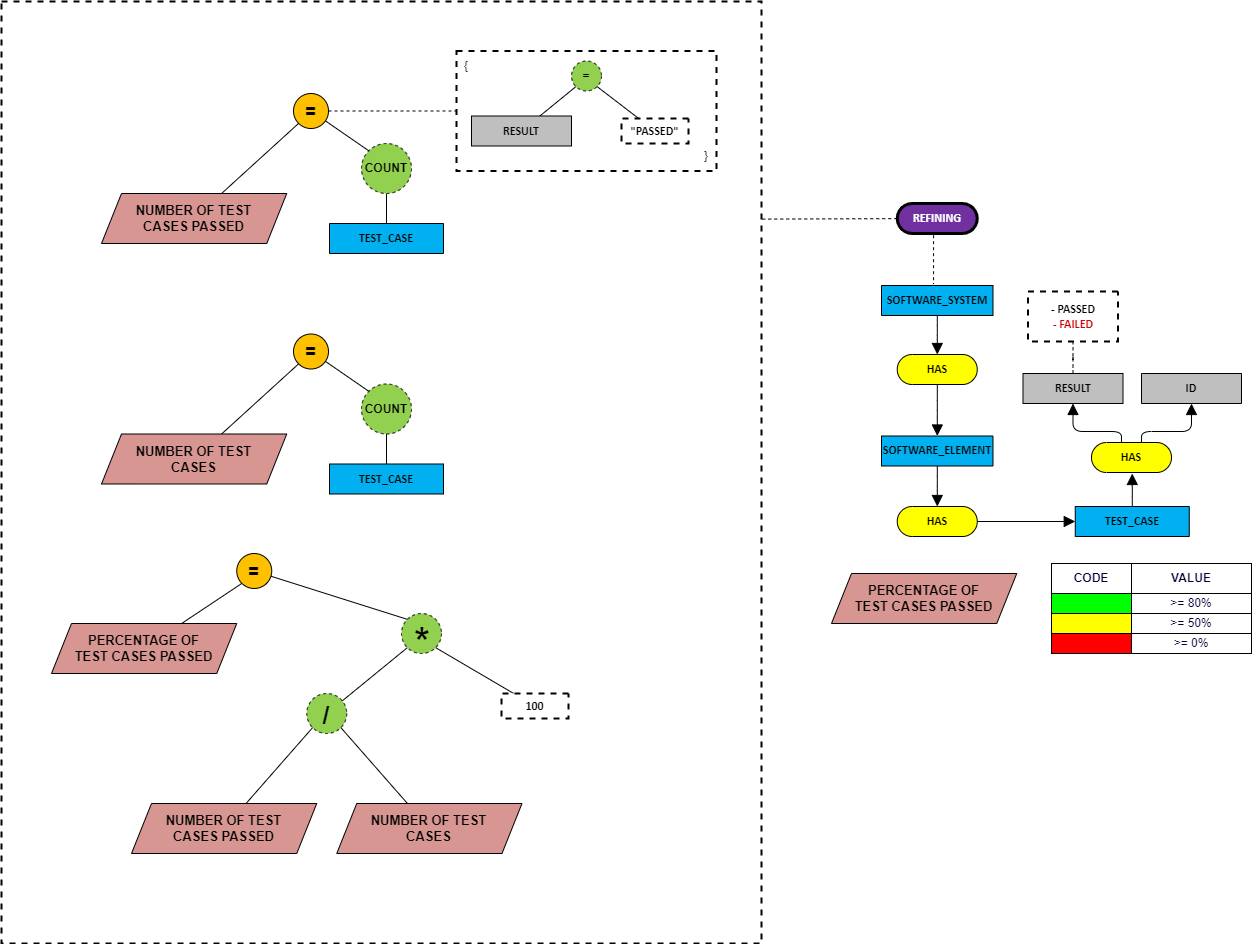 {
=
=
RESULT
"PASSED"
}
COUNT
NUMBER OF TEST
CASES PASSED
TEST_CASE
=
COUNT
NUMBER OF TEST
CASES
TEST_CASE
=
PERCENTAGE OF
TEST CASES PASSED
*
100
/
NUMBER OF TEST
CASES PASSED
NUMBER OF TEST
CASES
REFINING
SOFTWARE_SYSTEM
- PASSED
- FAILED
HAS
RESULT
ID
SOFTWARE_ELEMENT
HAS
HAS
TEST_CASE
PERCENTAGE OF
TEST CASES PASSED
CODE VALUE
>= 80%
>= 50%
>= 0%